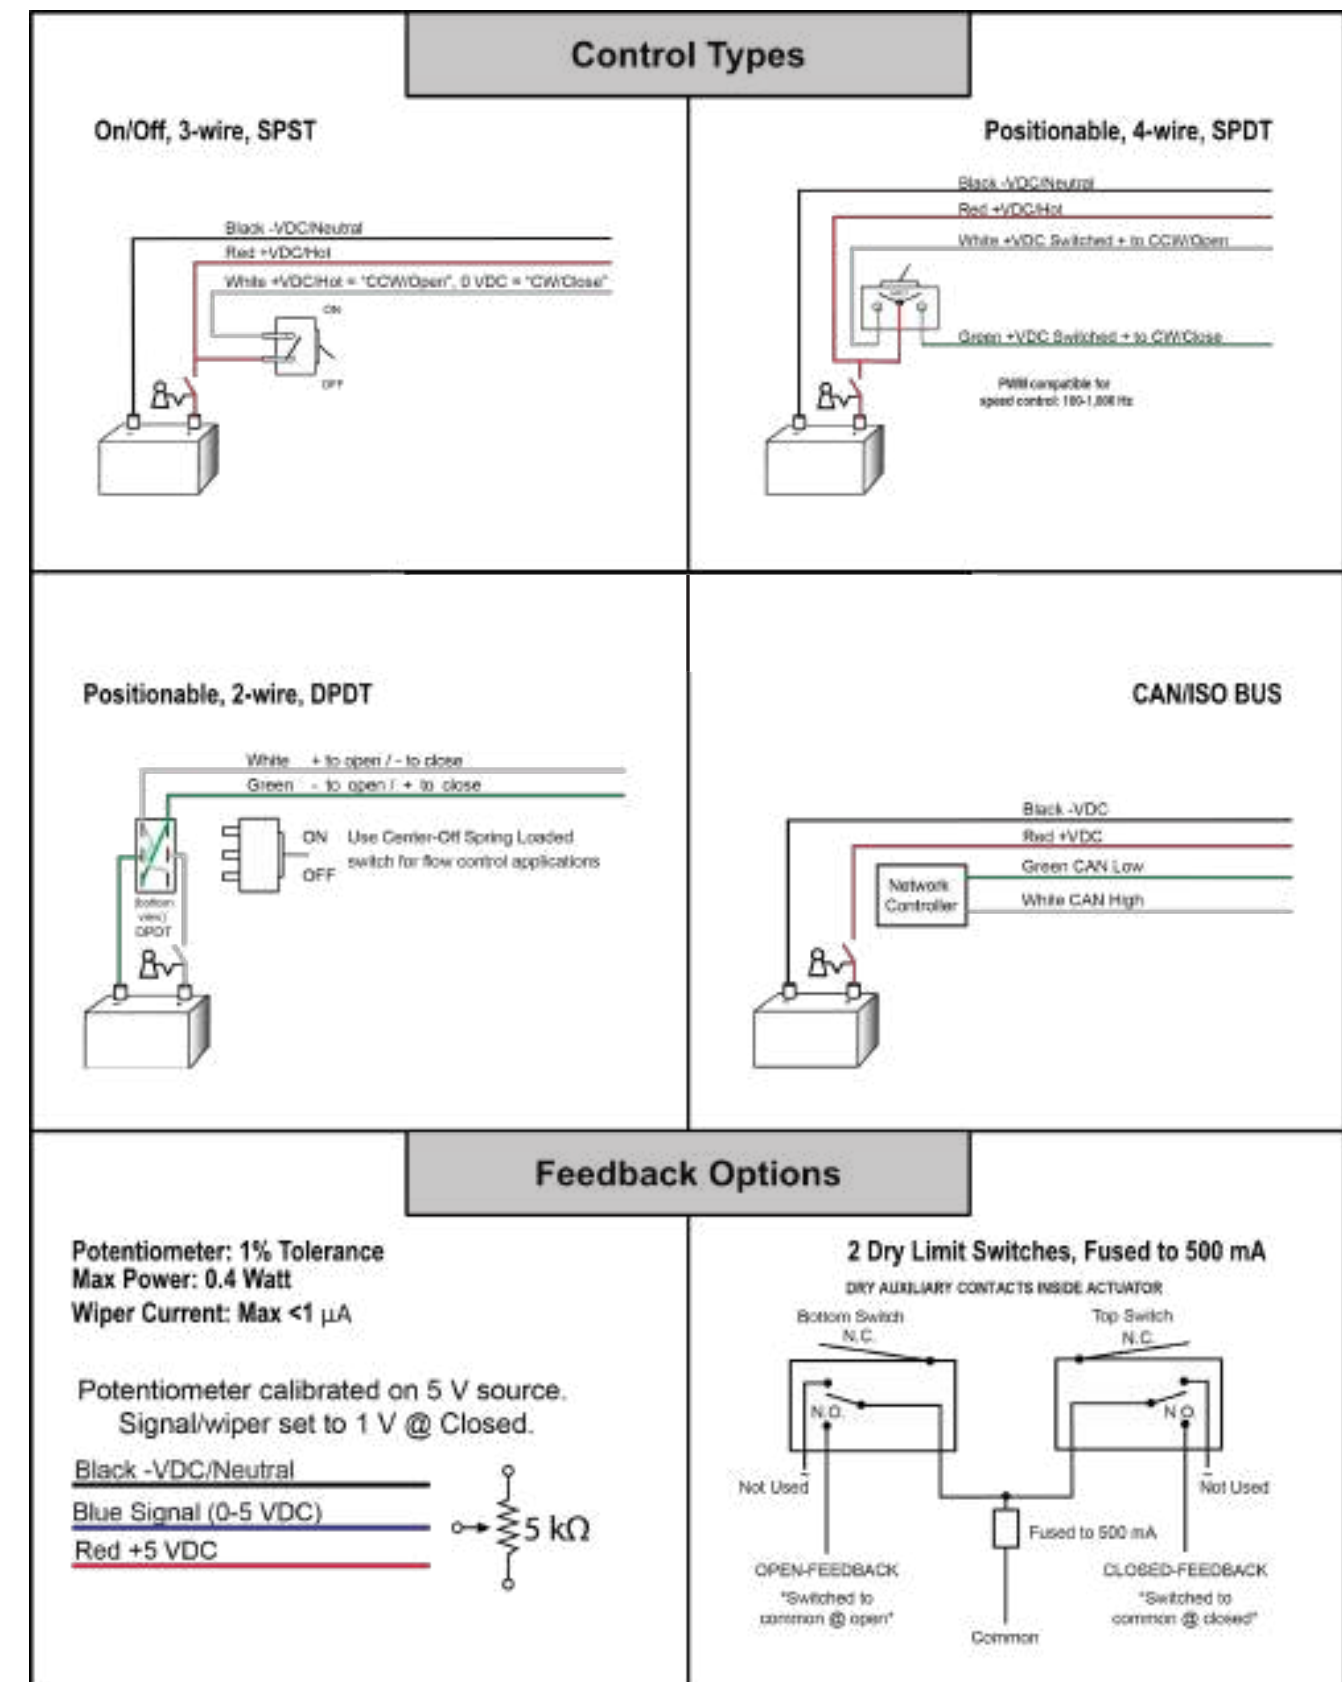 Control Types
On/Off, 3-wire, SPST
Black -VDC/Neutral
Red +VDC/Hot
White +VDC/Hot = "CCW/Open", 0 VDC = "CW/Close"
ON
OFF
Positionable, 4-wire, SPDT
Black -VDC/Neutral
Red +VDC/Hot
White +VDC Switched + to CCW/Open
Green +VDC Switched + to CW/Close
PWM compatible for
speed control: 100-1,000 Hz
Positionable, 2-wire, DPDT
White + to open / - to close
Green - to open / + to close
ON
OFF
Use Center-Off Spring Loaded
switch for flow control applications
(bottom
view)
DPDT
CAN/ISO BUS
Black -VDC
Red +VDC
Green CAN Low
White CAN High
Network
Controller
Feedback Options
Potentiometer: 1% Tolerance
Max Power: 0.4 Watt
Wiper Current: Max <1 μA
Potentiometer calibrated on 5 V source.
Signal/wiper set to 1 V @ Closed.
Black -VDC/Neutral
Blue Signal (0-5 VDC)
Red +5 VDC
5 kΩ
2 Dry Limit Switches, Fused to 500 mA
DRY AUXILIARY CONTACTS INSIDE ACTUATOR
Bottom Switch
N.C.
Top Switch
N.C.
N.O.
N.O.
Not Used
Not Used
Fused to 500 mA
OPEN-FEEDBACK
"Switched to
common @ open"
CLOSED-FEEDBACK
"Switched to
common @ closed"
Common